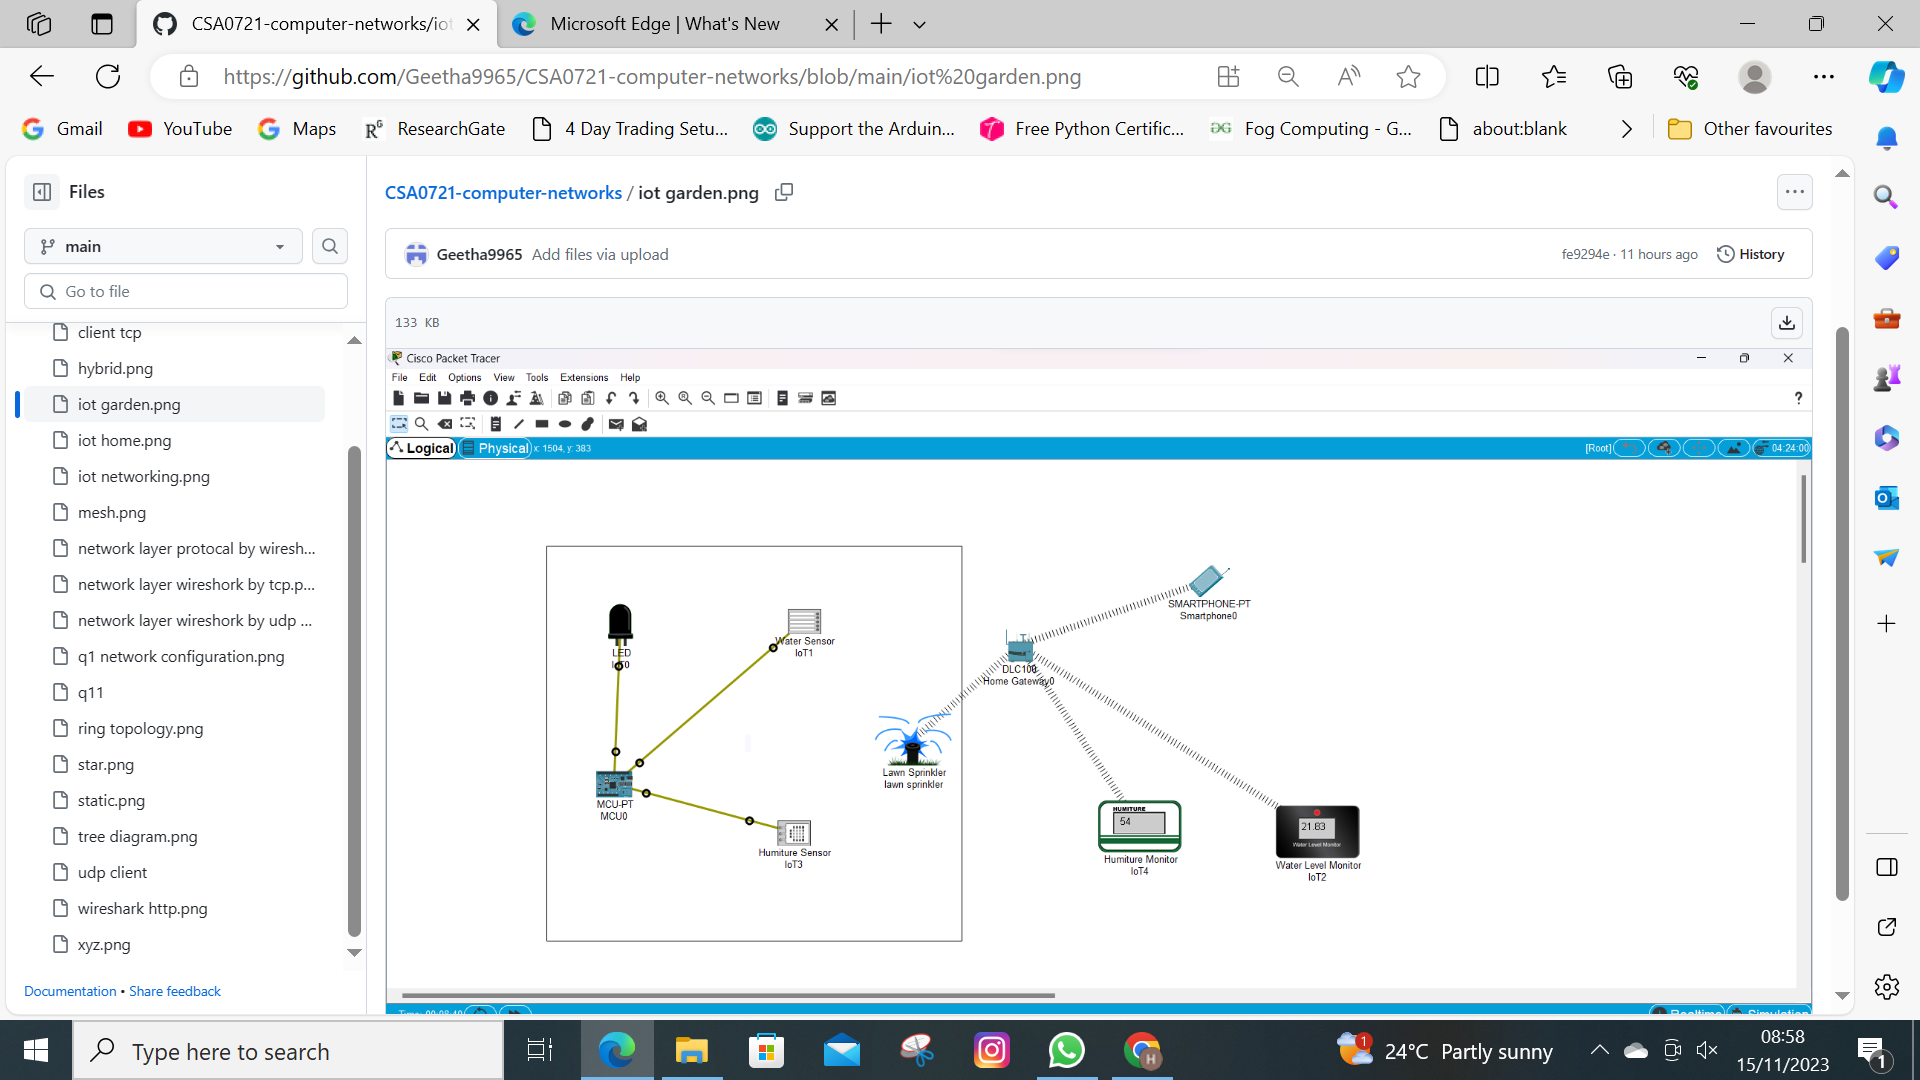 CSA0721-computer-networks/iot
Microsoft Edge | What's New
https://github.com/Geetha9965/CSA0721-computer-networks/blob/main/iot%20garden.png
Gmail
YouTube
Maps
ResearchGate
4 Day Trading Setu...
Support the Arduin...
Free Python Certific...
Fog Computing - G...
about:blank
Other favourites
Files
CSA0721-computer-networks / iot garden.png
main
Geetha9965 Add files via upload
fe9294e · 11 hours ago
History
Go to file
133 KB
client tcp
hybrid.png
iot garden.png
iot home.png
iot networking.png
mesh.png
network layer protocal by wiresh...
network layer wireshork by tcp.p...
network layer wireshork by udp ...
q1 network configuration.png
q11
ring topology.png
star.png
static.png
tree diagram.png
udp client
wireshark http.png
xyz.png
Documentation • Share feedback
Cisco Packet Tracer
File Edit Options View Tools Extensions Help
Logical
Physical
x: 1504, y: 383
[Root]
04:24:00
SMARTPHONE-PT
Smartphone0
LED
IoT0
Water Sensor
IoT1
DLC100
Home Gateway0
Lawn Sprinkler
lawn sprinkler
MCU-PT
MCU0
Humiture Sensor
IoT3
HUMITURE
54
Humiture Monitor
IoT4
21.83
Water Level Monitor
Water Level Monitor
IoT2
Realtime
Simulation
Type here to search
1
24°C Partly sunny
08:58
15/11/2023
1